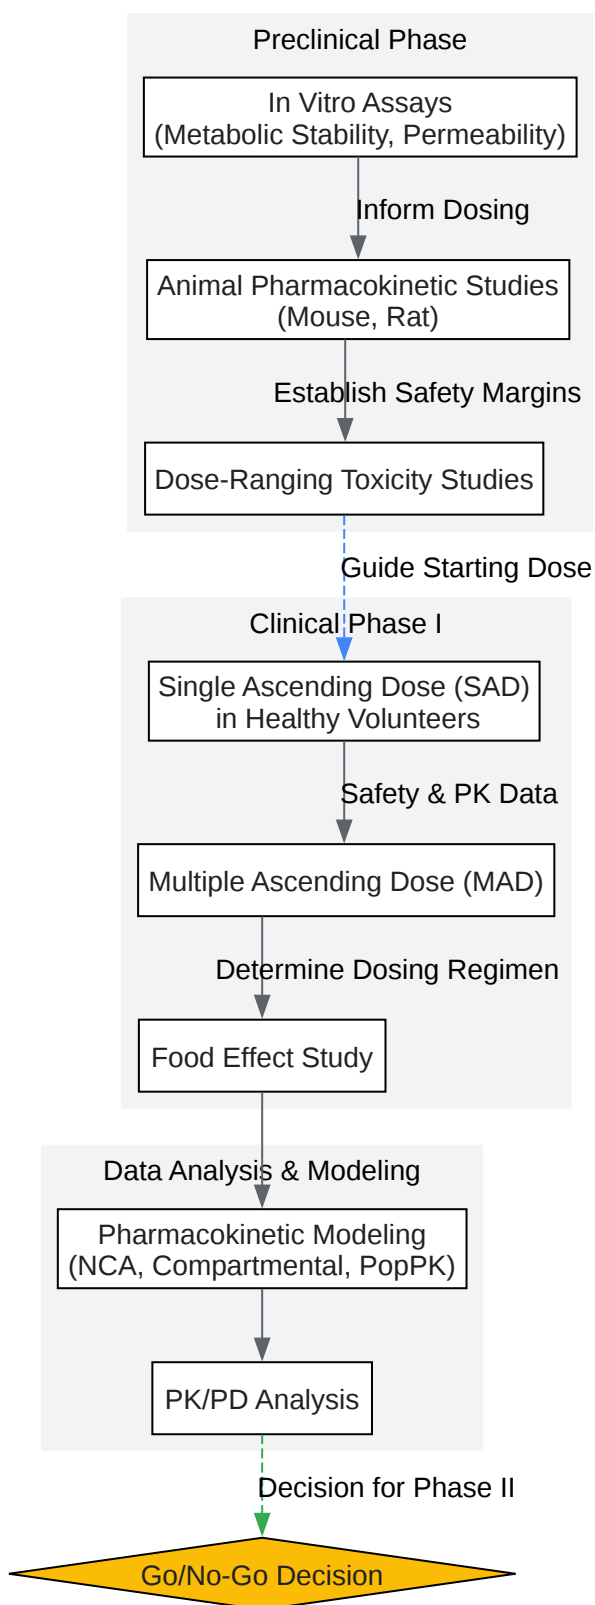 Preclinical Phase
In Vitro Assays
(Metabolic Stability, Permeability)
Inform Dosing
Animal Pharmacokinetic Studies
(Mouse, Rat)
Establish Safety Margins
Dose-Ranging Toxicity Studies
Guide Starting Dose
Clinical Phase I
Single Ascending Dose (SAD)
in Healthy Volunteers
Safety & PK Data
Multiple Ascending Dose (MAD)
Determine Dosing Regimen
Food Effect Study
Data Analysis & Modeling
Pharmacokinetic Modeling
(NCA, Compartmental, PopPK)
PK/PD Analysis
Decision for Phase II
Go/No-Go Decision